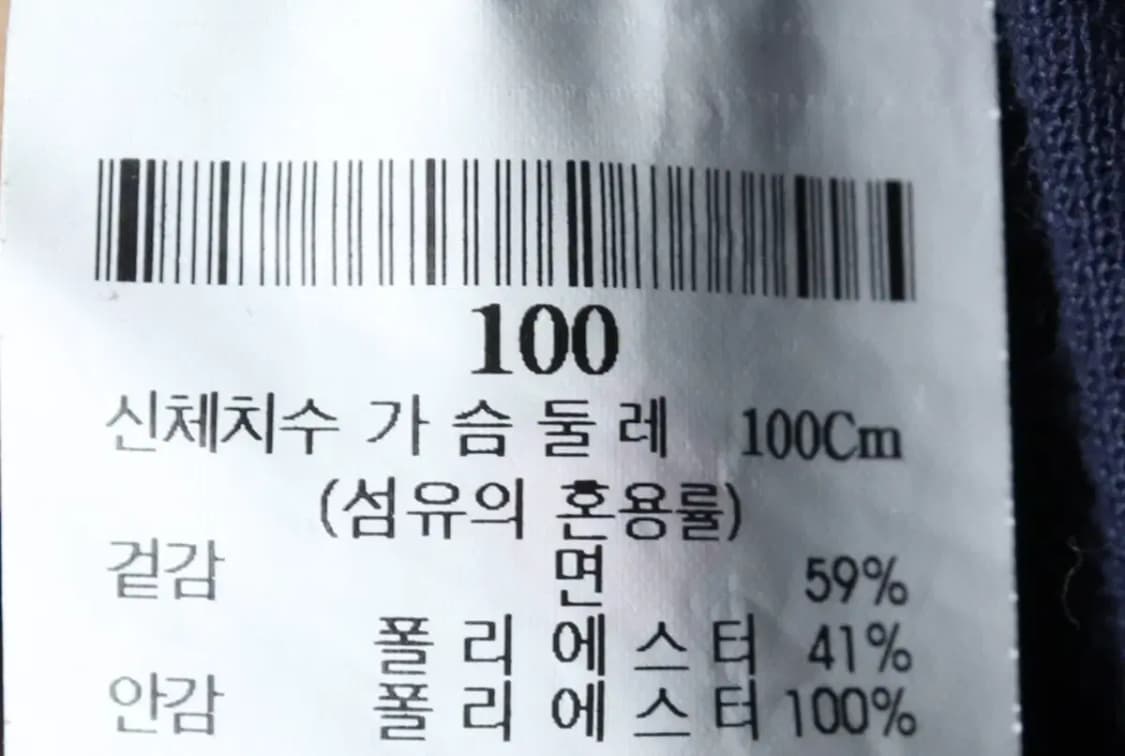 100
신체치수 가슴둘레 100Cm
(섬유의 혼용률)
겉감 면 59%
폴리에스터 41%
안감 폴리에스터 100%